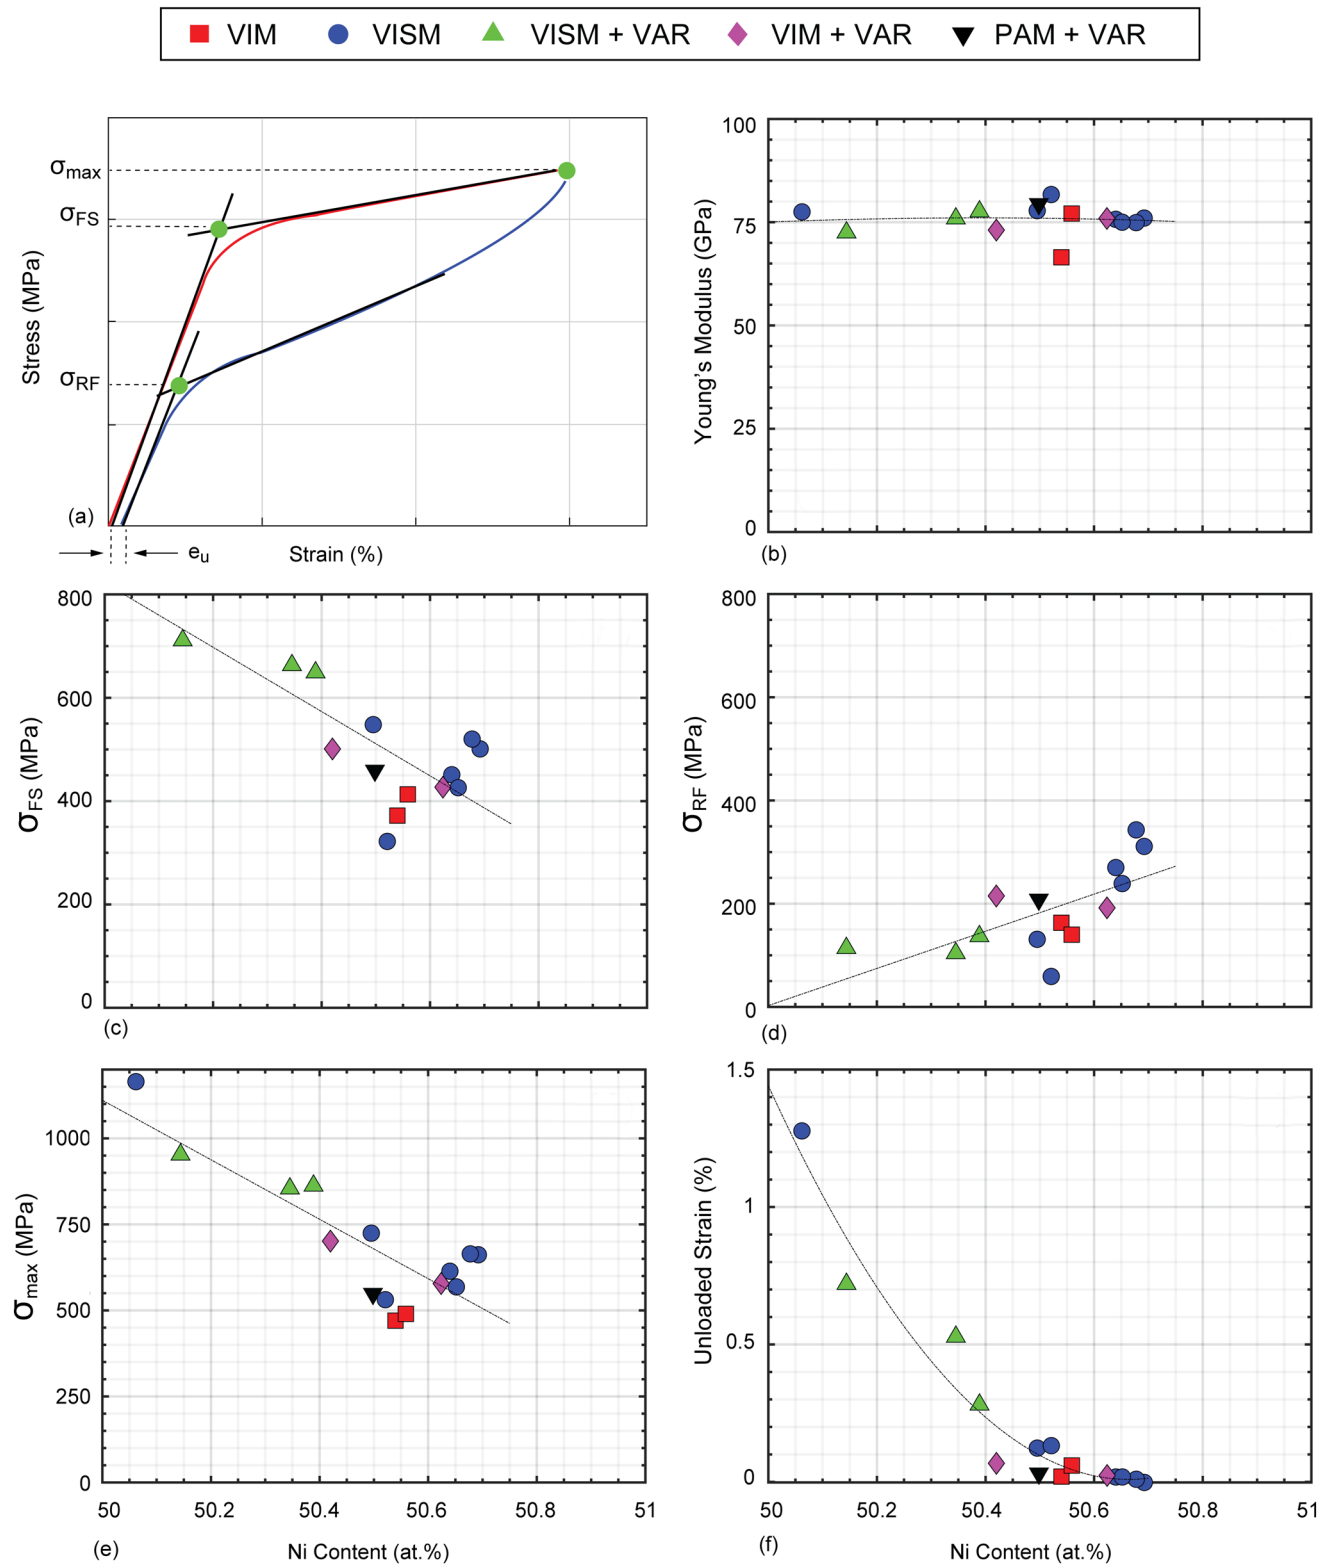 VIM VISM VISM + VAR VIM + VAR PAM + VAR
σmax
σFS
σRF
Stress (MPa)
(a)
eu
Strain (%)
100
75
50
25
0
Young's Modulus (GPa)
(b)
800
600
400
200
0
σFS (MPa)
(c)
800
600
400
200
0
σRF (MPa)
(d)
1000
750
500
250
0
σmax (MPa)
50 50.2 50.4 50.6 50.8 51
(e)
Ni Content (at.%)
1.5
1
0.5
0
Unloaded Strain (%)
50 50.2 50.4 50.6 50.8 51
(f)
Ni Content (at.%)